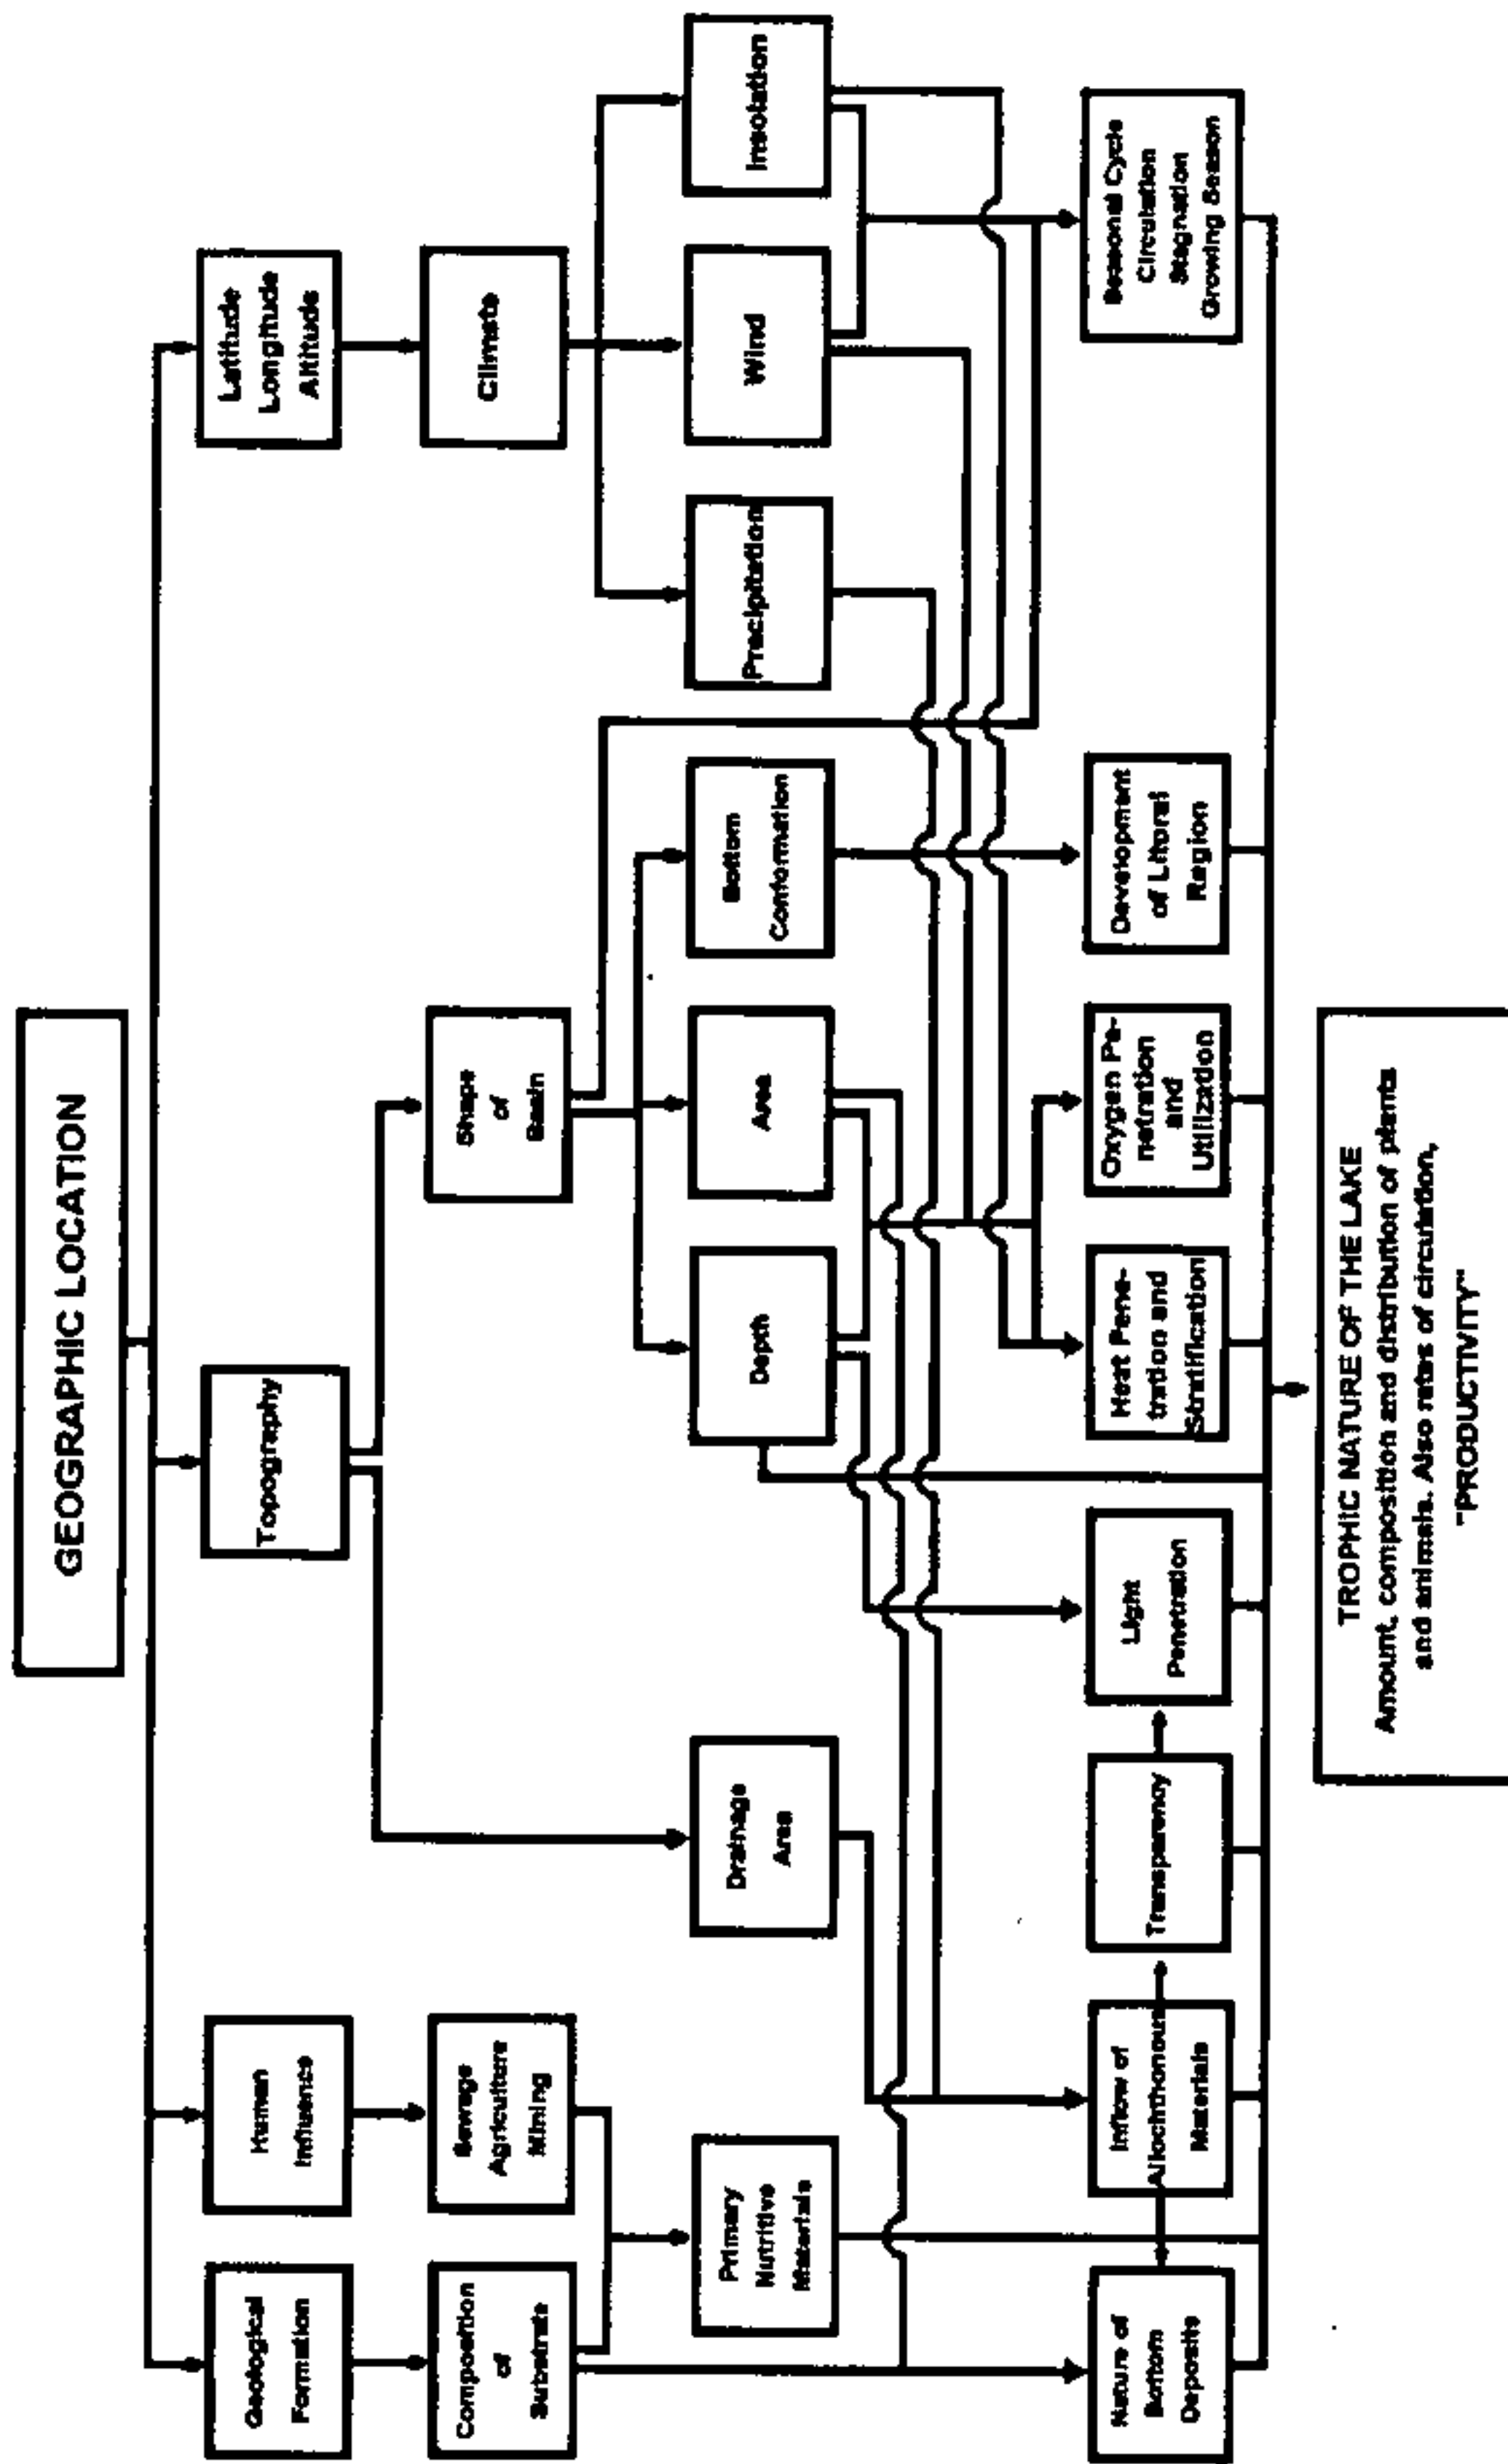 GEOGRAPHIC LOCATION
Geological
Formation
Human
Influence
Topography
Latitude
Longitude
Altitude
Composition
of
Substrate
Sewage
Agriculture
Mining
Shape
of
Basin
Climate
Primary
Nutritive
Materials
Drainage
Area
Depth
Area
Bottom
Conformation
Precipitation
Wind
Insolation
Nature of
Bottom
Deposits
Inflow of
Allochthonous
Materials
Transparency
Light
Penetration
Heat Pene-
tration and
Stratification
Oxygen Pe-
netration
and
Utilization
Development
of Litoral
Region
Seasonal Cycle
Circulation
Stagnation
Growing Season
TROPHIC NATURE OF THE LAKE
Amount, composition and distribution of plants
and animals. Also rates of circulation,
"PRODUCTIVITY"